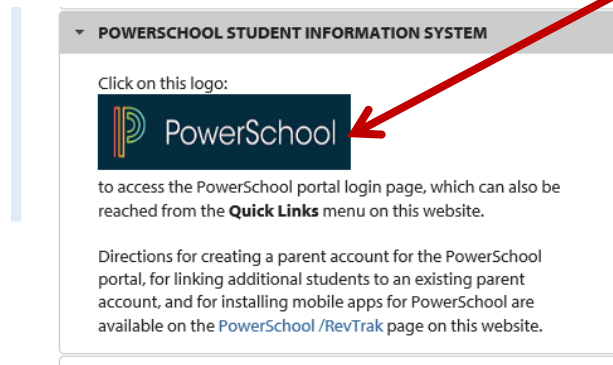 POWERSCHOOL STUDENT INFORMATION SYSTEM
Click on this logo:
PowerSchool
to access the PowerSchool portal login page, which can also be
reached from the Quick Links menu on this website.
Directions for creating a parent account for the PowerSchool
portal, for linking additional students to an existing parent
account, and for installing mobile apps for PowerSchool are
available on the PowerSchool /RevTrak page on this website.